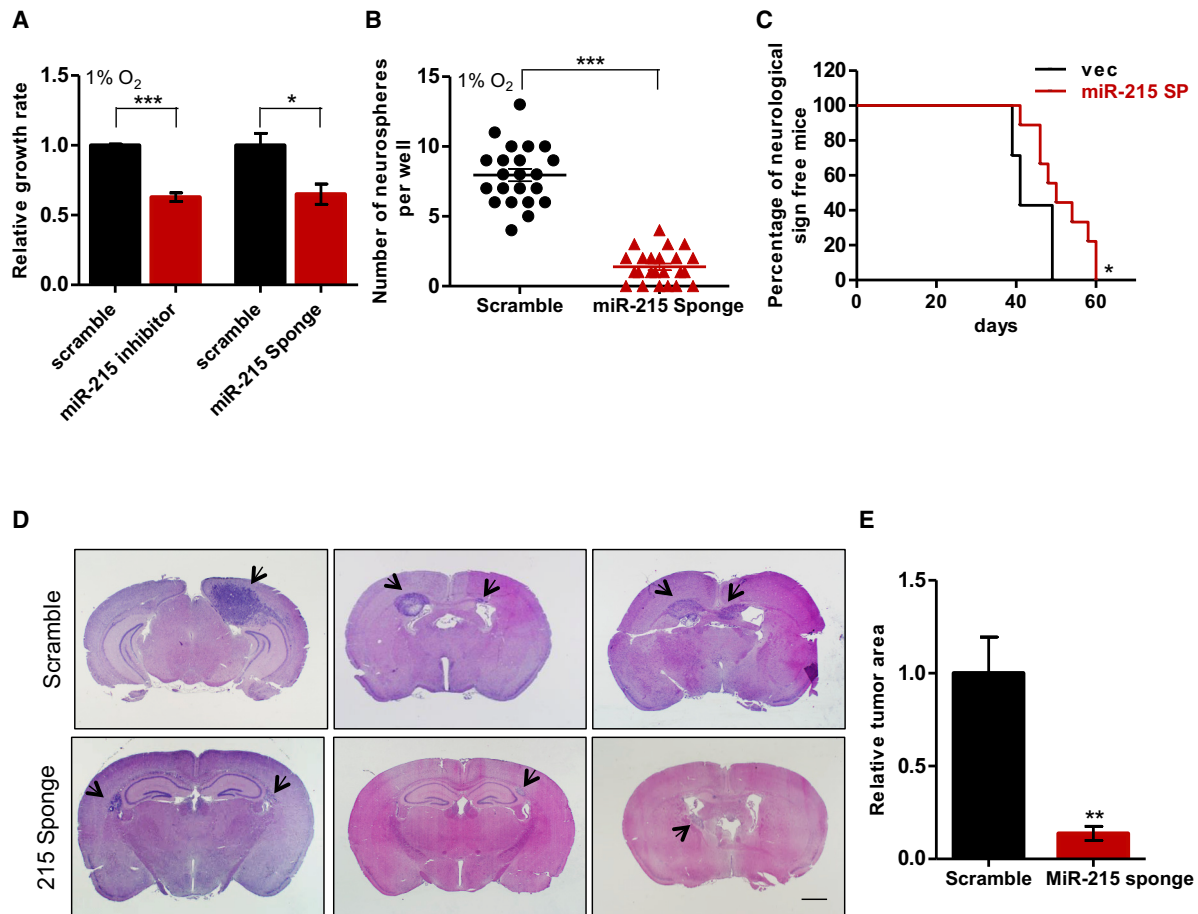 A
1% O2
***
*
Relative growth rate
1.5
1.0
0.5
0.0
scramble
miR-215 inhibitor
scramble
miR-215 Sponge
B
1% O2
***
Number of neurospheres
per well
15
10
5
0
Scramble
miR-215 Sponge
C
vec
miR-215 SP
Percentage of neurological
sign free mice
120
100
80
60
40
20
0
*
0
20
40
60
days
D
Scramble
215 Sponge
E
Relative tumor area
1.5
1.0
0.5
0.0
**
Scramble
MiR-215 sponge